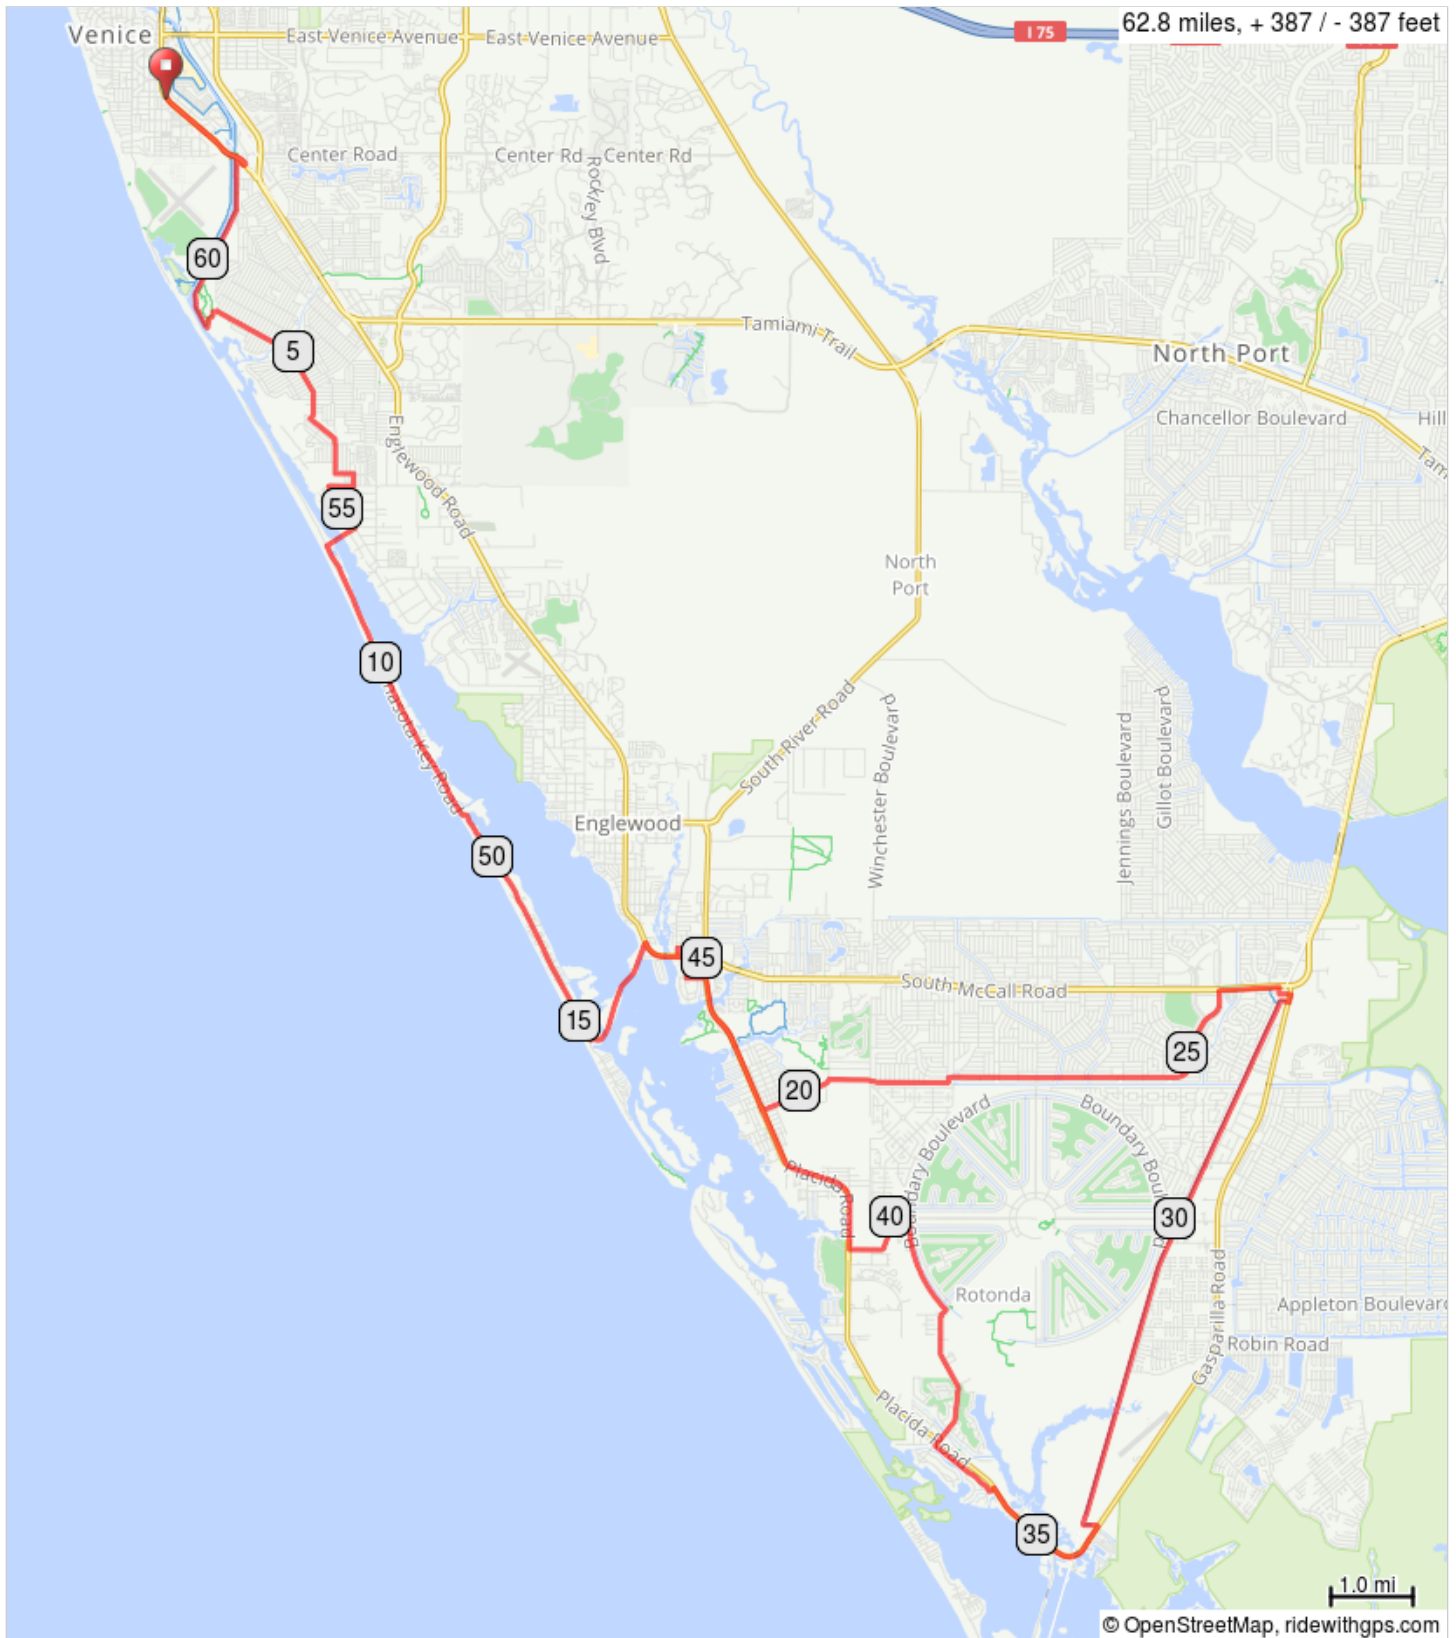 62.8 miles, + 387 / - 387 feet
Venice
East Venice Avenue
East Venice Avenue
I 75
Center Road
Center Rd
Center Rd
Rockley Blvd
60
5
Tamiami Trail
North Port
Chancellor Boulevard
Hill
Tam
Englewood Road
55
North
Port
10
Key Road
South River Road
Winchester Boulevard
Jennings Boulevard
Gillot Boulevard
Englewood
50
45
South McCall Road
15
25
20
Boundary Boulevard
Placida Road
40
30
Rotonda
Gasparilla Road
Appleton Boulevard
Robin Road
Placida Road
35
1.0 mi
© OpenStreetMap, ridewithgps.com